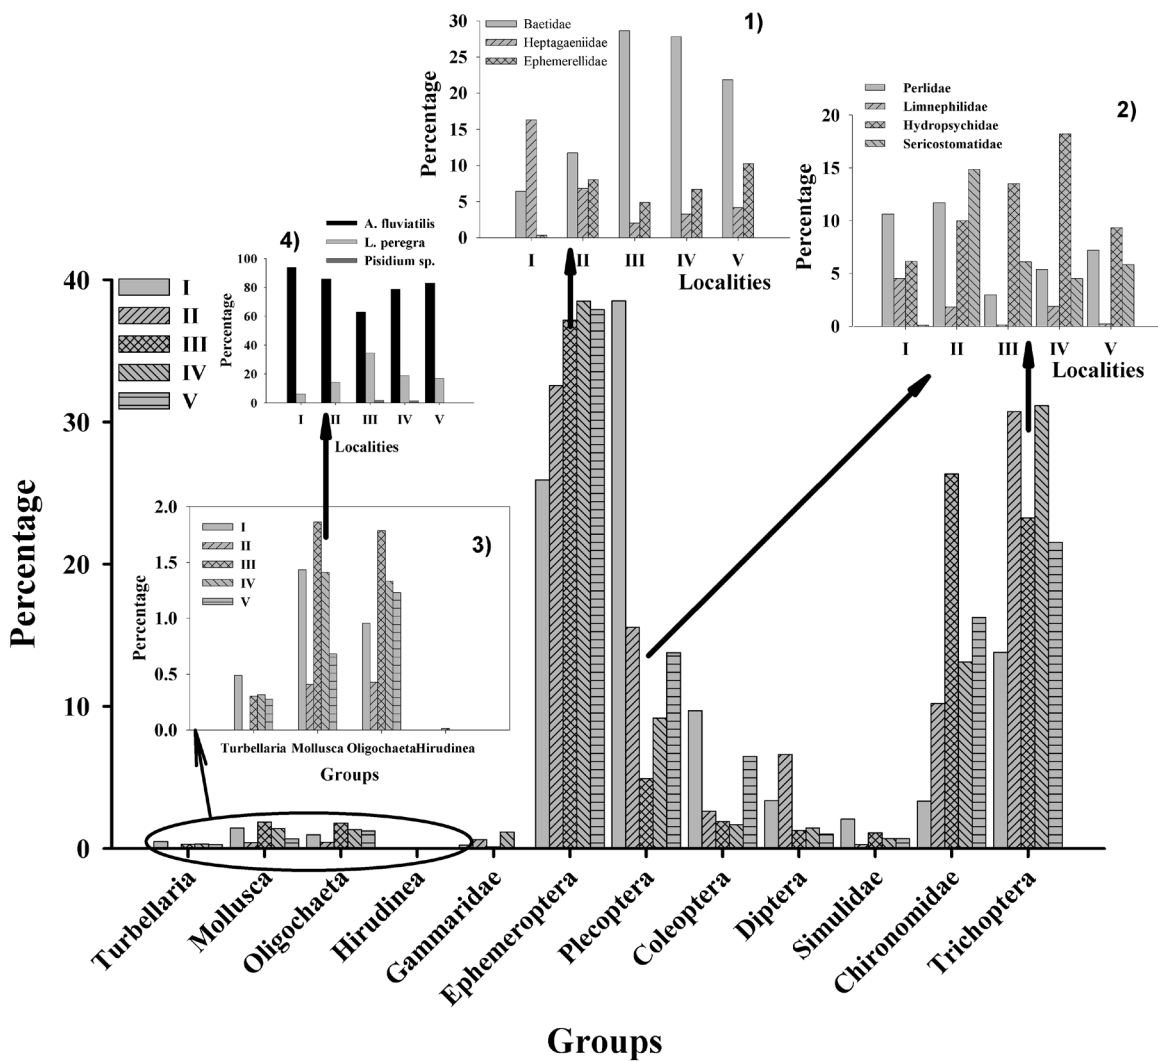 30
25
20
15
10
5
0
Percentage
Baetidae
Heptagaeniidae
Ephemerellidae
1)
I II III IV V
Localities
Perlidae
Limnephilidae
Hydropsychidae
Sericostomatidae
2)
20
15
10
5
0
Percentage
I II III IV V
Localities
A. fluviatilis
L. peregra
Pisidium sp.
4)
100
80
60
40
20
0
Percentage
I II III IV V
Localities
40
30
20
10
0
Percentage
I
II
III
IV
V
2.0
1.5
1.0
0.5
0.0
Percentage
I
II
III
IV
V
3)
Turbellaria Mollusca Oligochaeta Hirudinea
Groups
Turbellaria
Mollusca
Oligochaeta
Hirudinea
Gammaridae
Ephemeroptera
Plecoptera
Coleoptera
Diptera
Simulidae
Chironomidae
Trichoptera
Groups